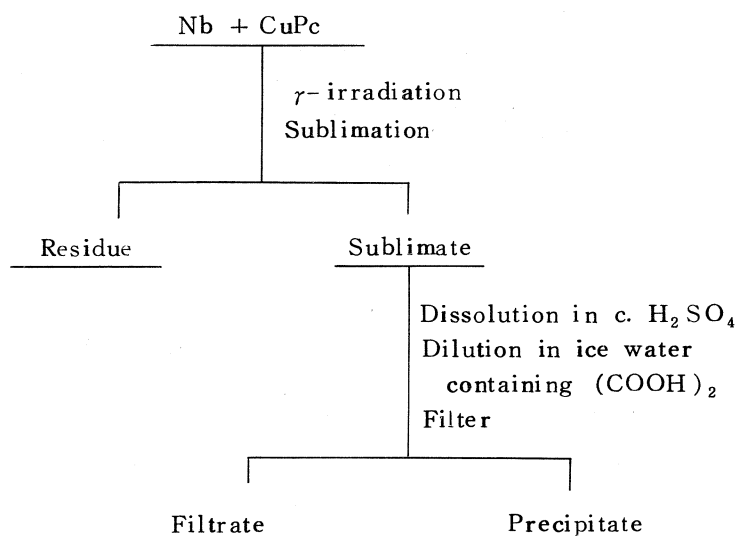 Nb + CuPc
γ- irradiation
Sublimation
Residue
Sublimate
Dissolution in c. H₂SO₄
Dilution in ice water
containing (COOH)₂
Filter
Filtrate
Precipitate